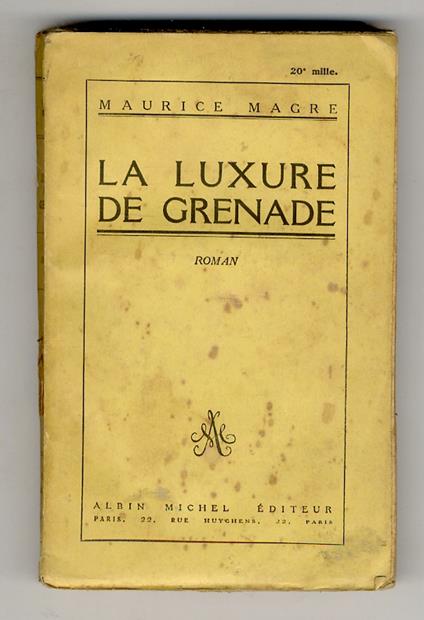 20e mille.
MAURICE MAGRE
LA LUXURE
DE GRENADE
ROMAN
ALBIN MICHEL ÉDITEUR
PARIS, 22, RUE HUYGHENS, 22, PARIS